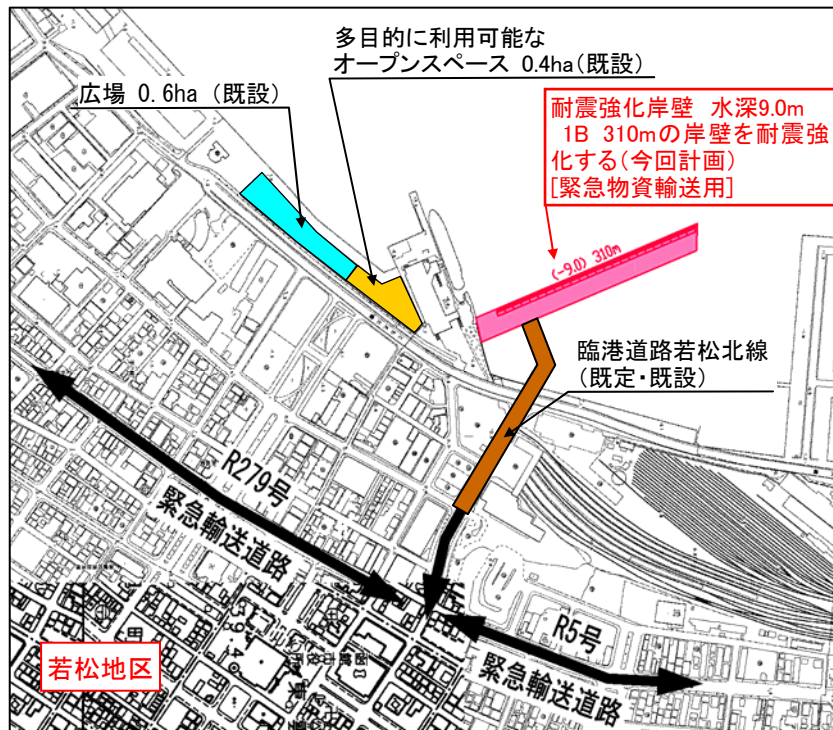 多目的に利用可能な
オープンスペース 0.4ha(既設)
広場 0.6ha (既設)
耐震強化岸壁 水深9.0m
1B 310mの岸壁を耐震強
化する(今回計画)
[緊急物資輸送用]
(-9.0) 310m
臨港道路若松北線
(既定・既設)
R279号
緊急輸送道路
R5号
緊急輸送道路
若松地区
函館市役所